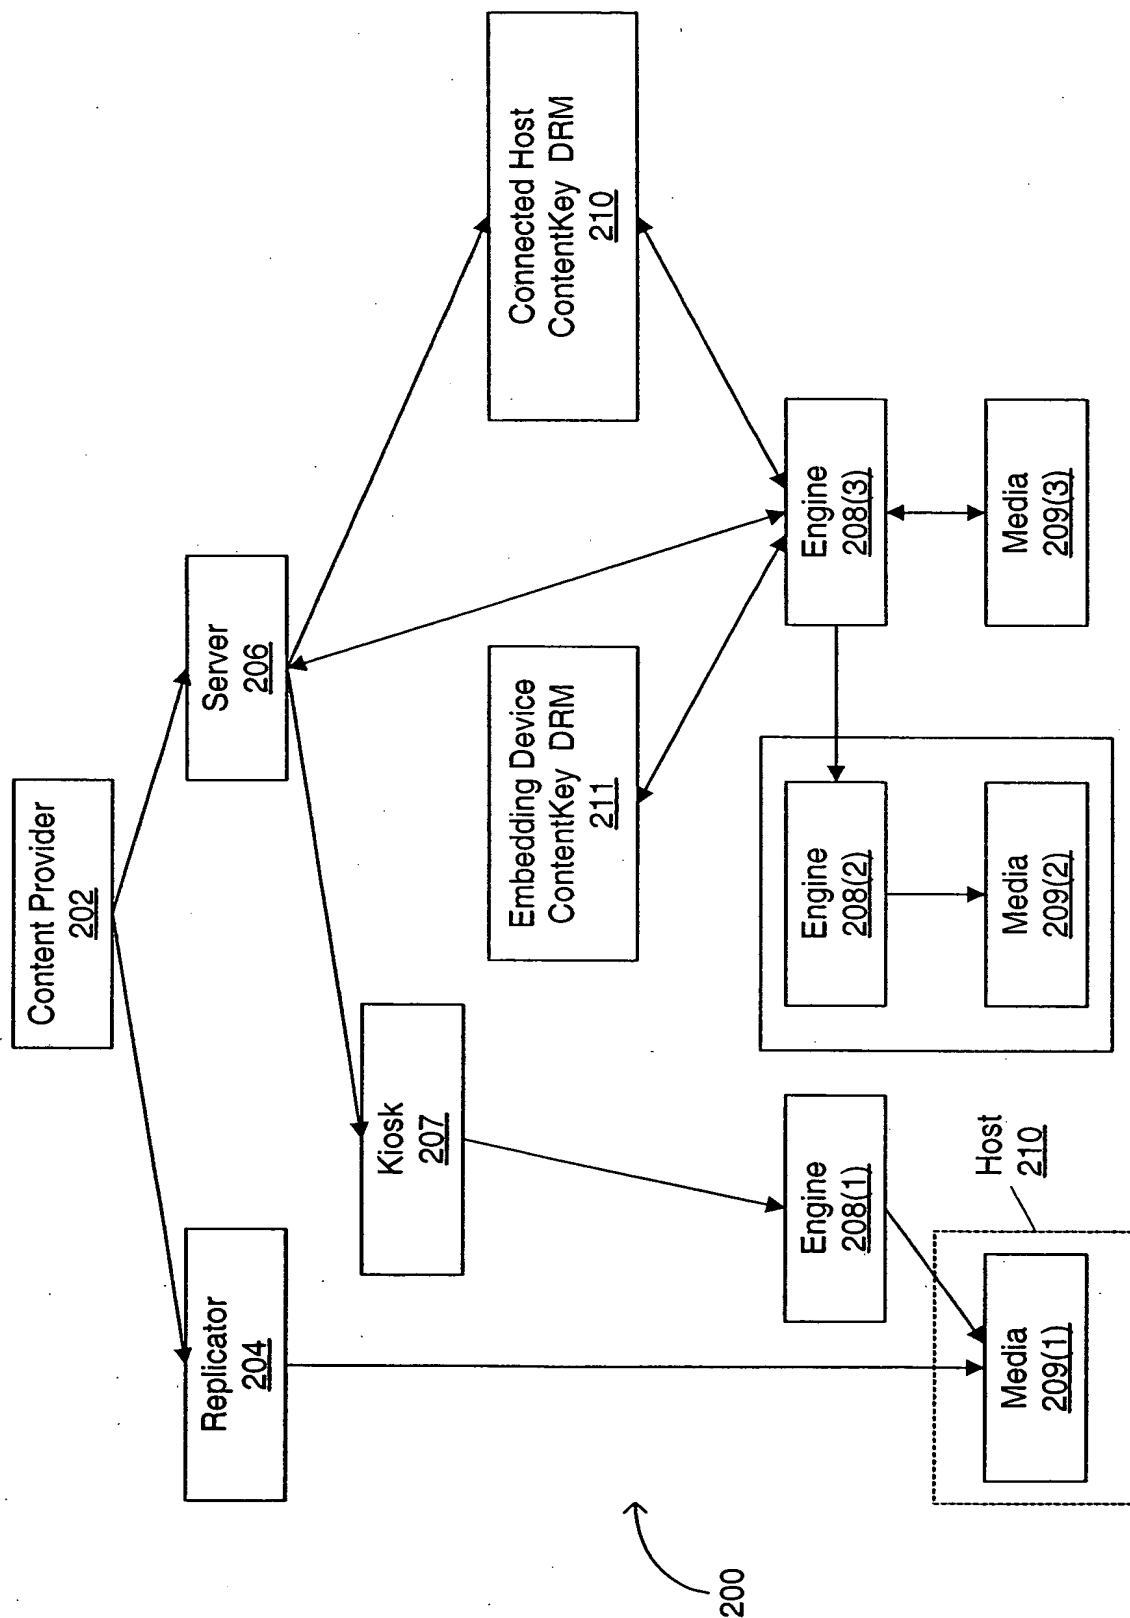 Content Provider
202
Replicator
204
Server
206
Kiosk
207
Embedding Device
ContentKey DRM
211
Connected Host
ContentKey DRM
210
Engine
208(1)
Engine
208(2)
Engine
208(3)
Media
209(1)
Host
210
Media
209(2)
Media
209(3)
200